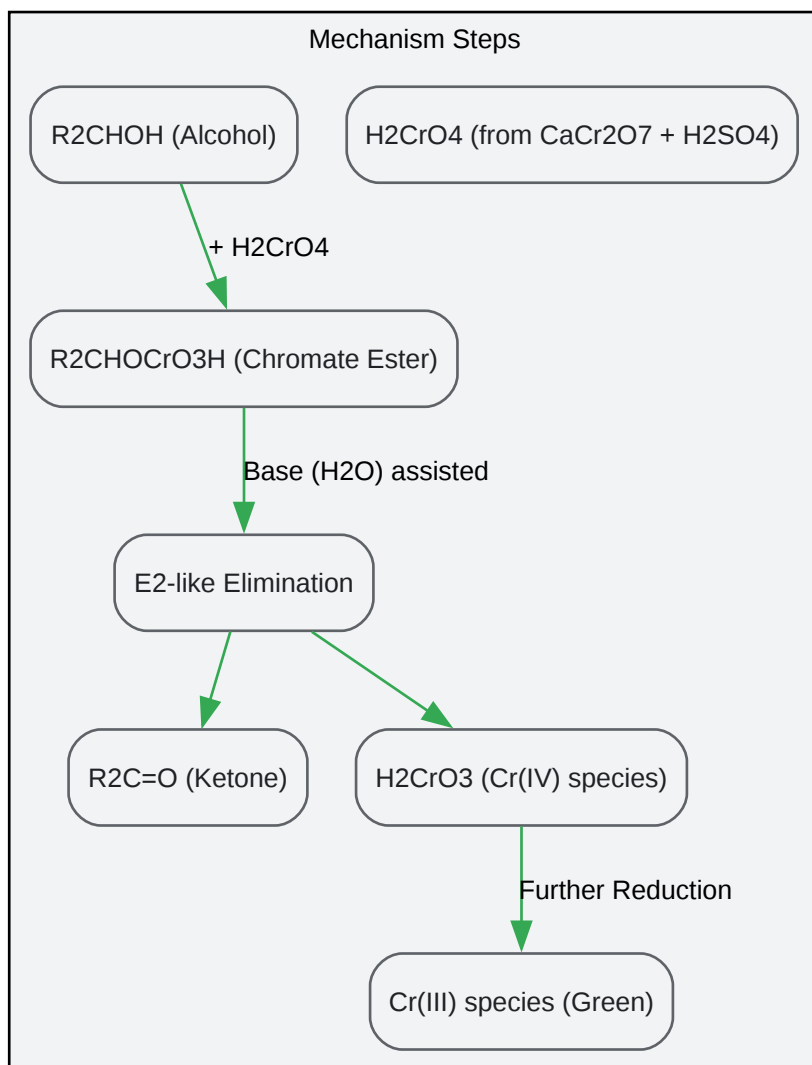 Mechanism Steps
R2CHOH (Alcohol)
H2CrO4 (from CaCr2O7 + H2SO4)
+ H2CrO4
R2CHOCrO3H (Chromate Ester)
Base (H2O) assisted
E2-like Elimination
R2C=O (Ketone)
H2CrO3 (Cr(IV) species)
Further Reduction
Cr(III) species (Green)